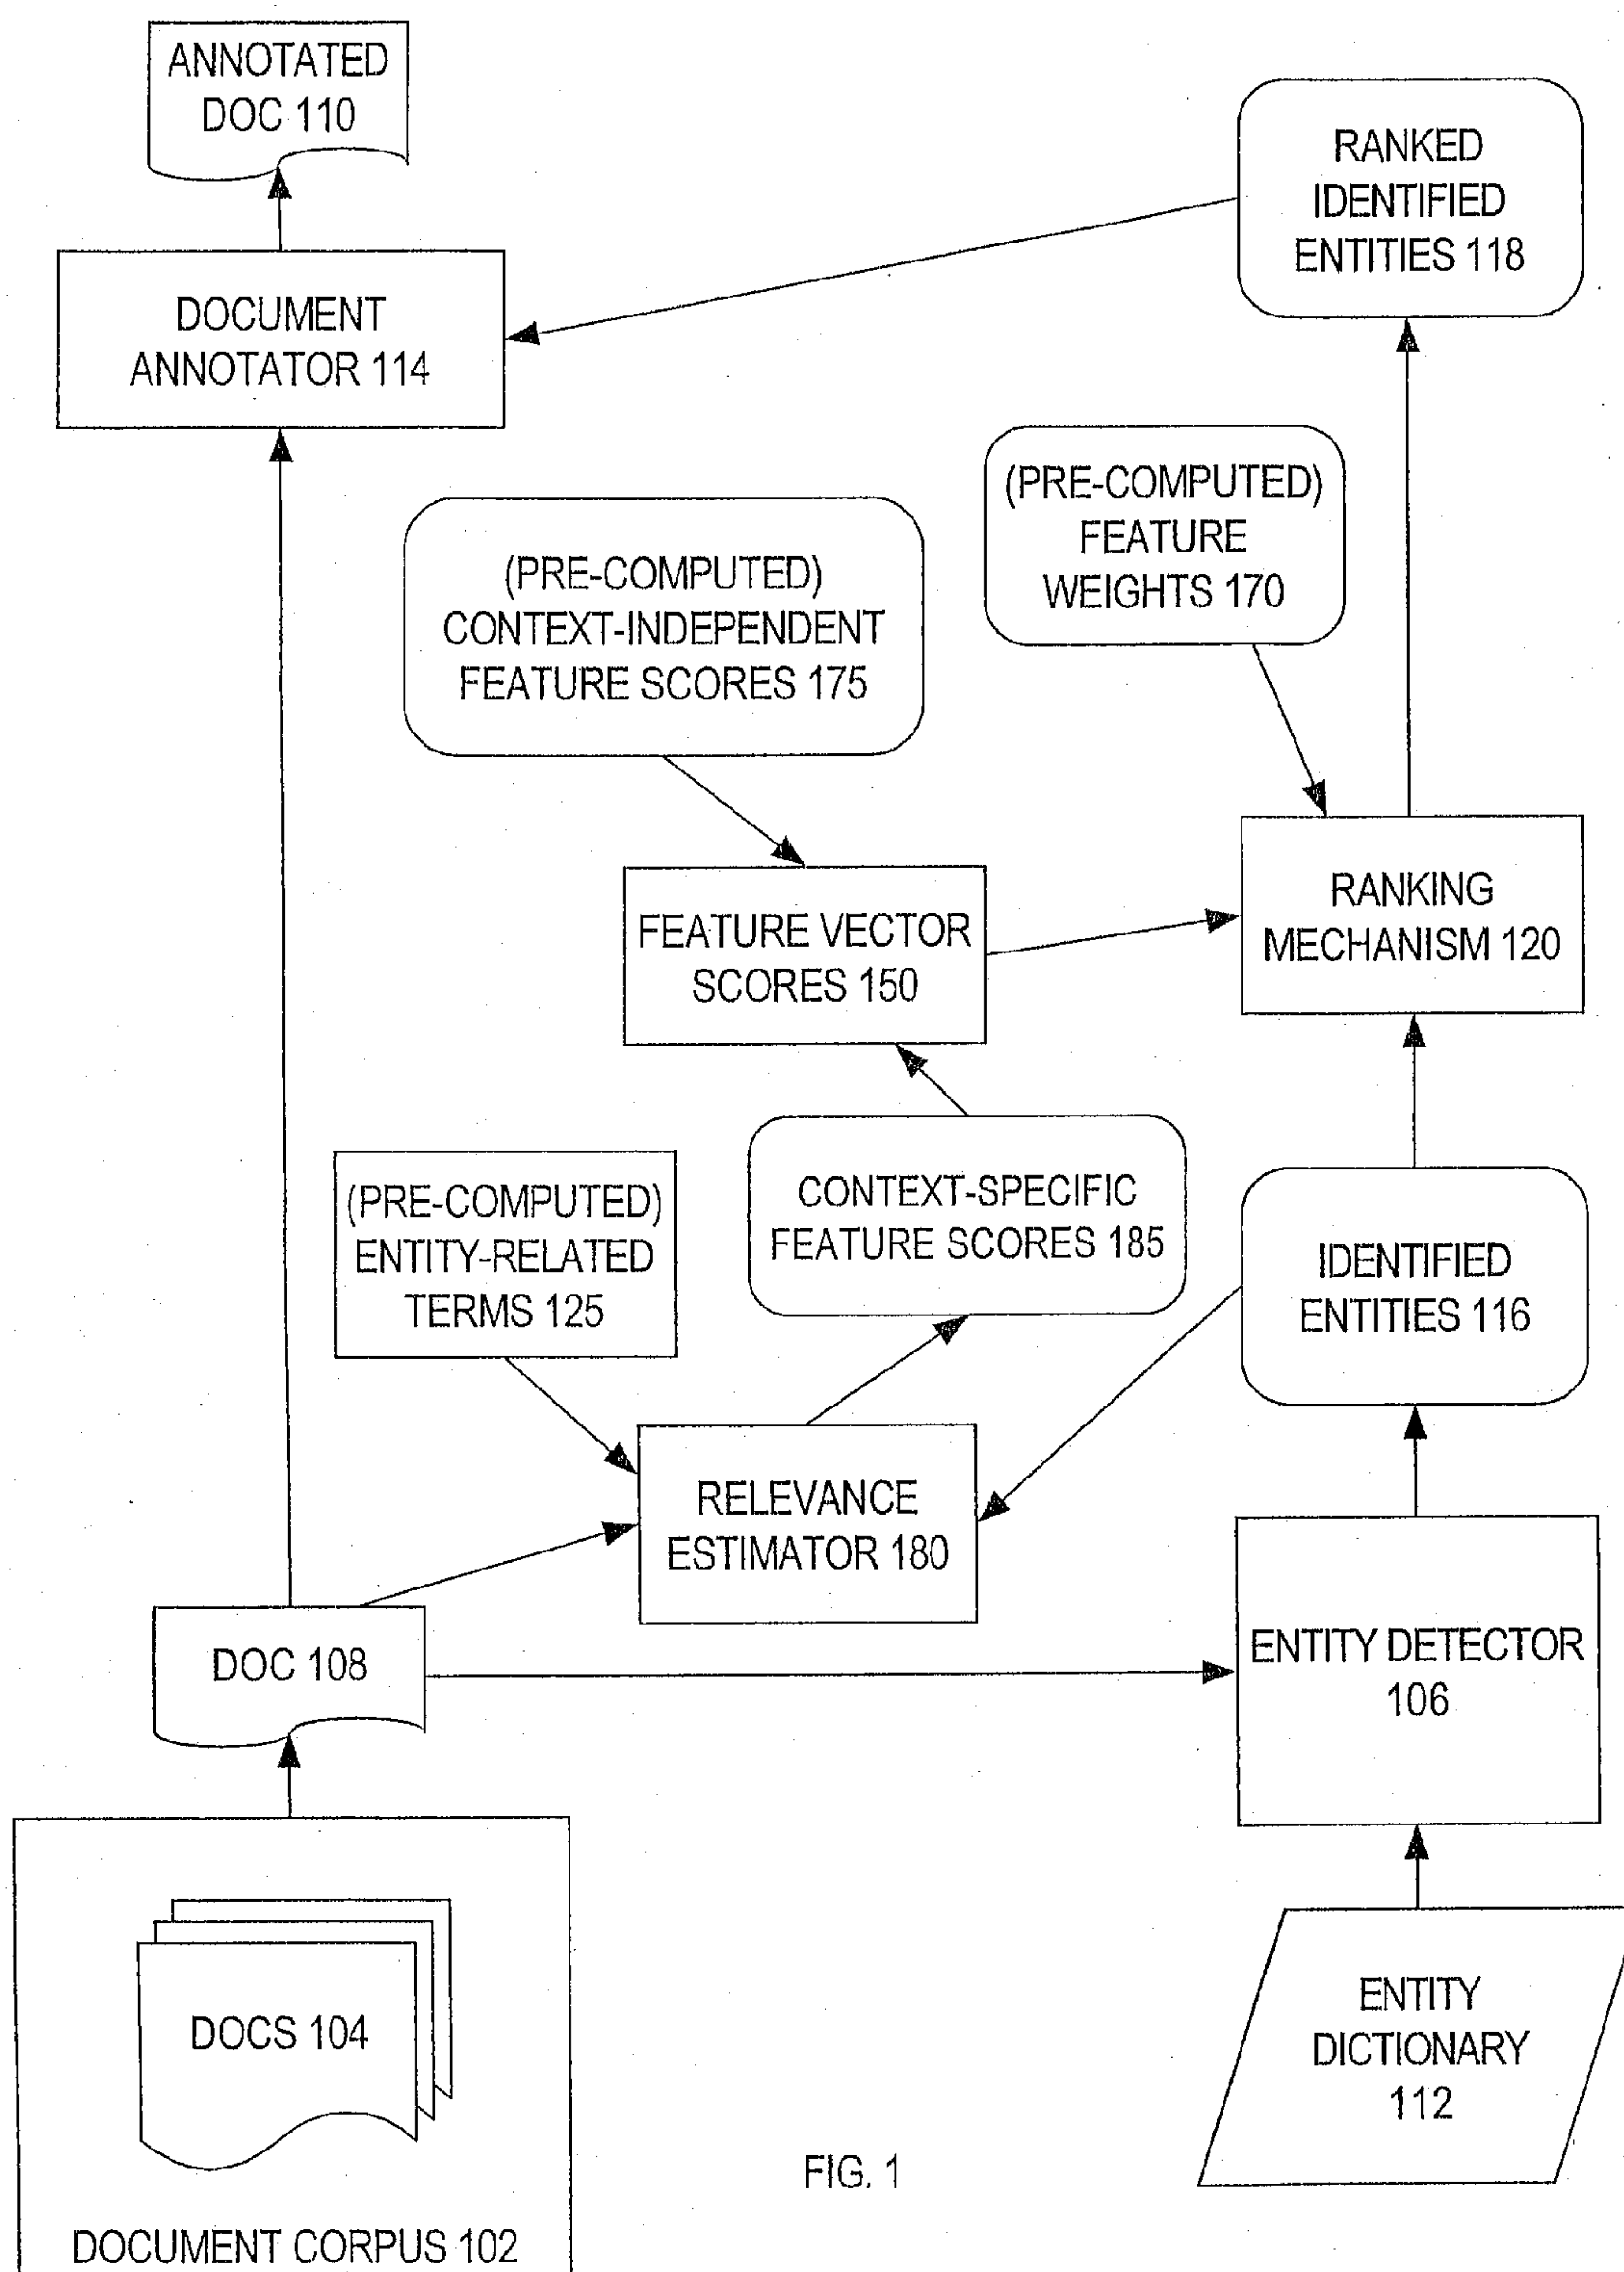 ANNOTATED
DOC 110
RANKED
IDENTIFIED
ENTITIES 118
DOCUMENT
ANNOTATOR 114
(PRE-COMPUTED)
FEATURE
WEIGHTS 170
(PRE-COMPUTED)
CONTEXT-INDEPENDENT
FEATURE SCORES 175
RANKING
MECHANISM 120
FEATURE VECTOR
SCORES 150
(PRE-COMPUTED)
ENTITY-RELATED
TERMS 125
CONTEXT-SPECIFIC
FEATURE SCORES 185
IDENTIFIED
ENTITIES 116
RELEVANCE
ESTIMATOR 180
DOC 108
ENTITY DETECTOR
106
DOCS 104
ENTITY
DICTIONARY
112
FIG. 1
DOCUMENT CORPUS 102